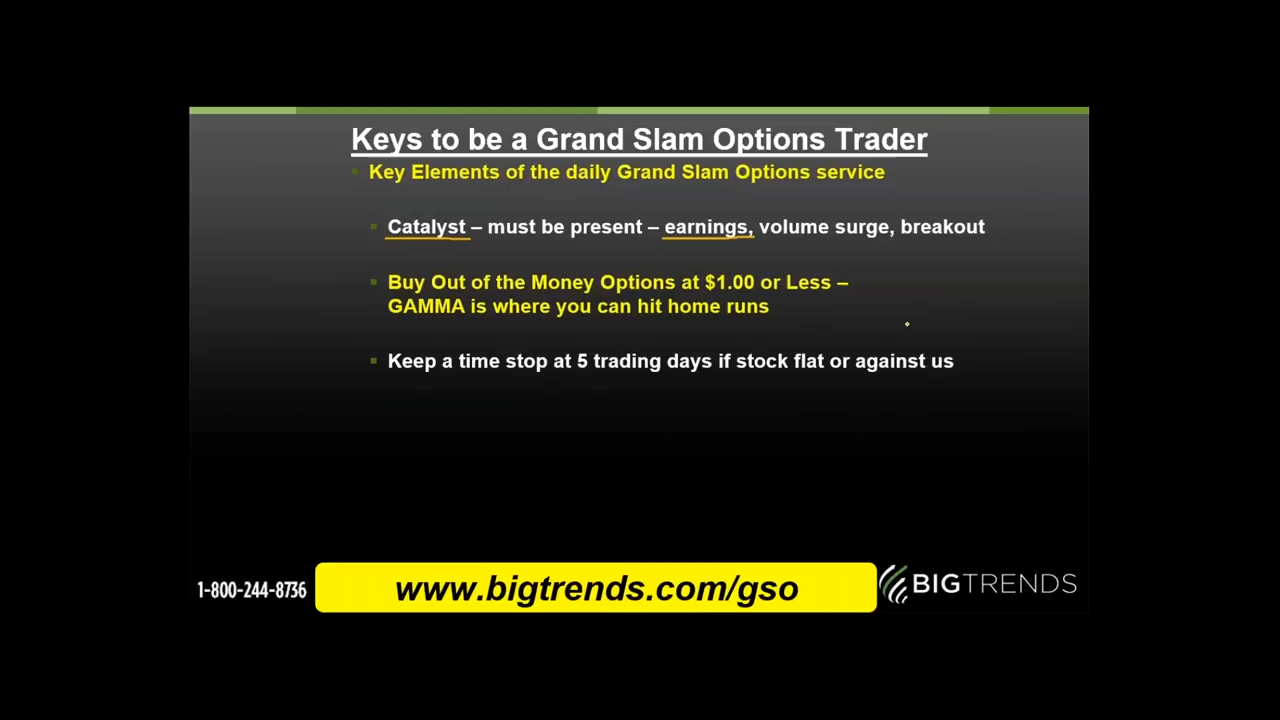 Keys to be a Grand Slam Options Trader
Key Elements of the daily Grand Slam Options service
Catalyst – must be present – earnings, volume surge, breakout
Buy Out of the Money Options at $1.00 or Less –
GAMMA is where you can hit home runs
Keep a time stop at 5 trading days if stock flat or against us
1-800-244-8736
www.bigtrends.com/gso
BIGTRENDS